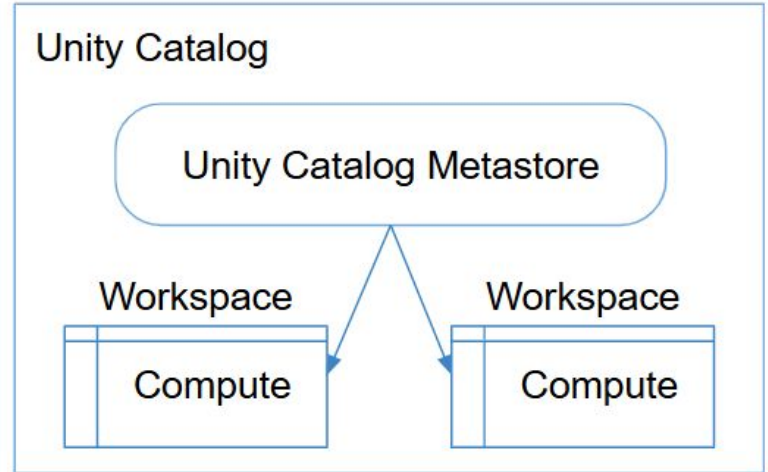 Unity Catalog
Unity Catalog Metastore
Workspace
Workspace
Compute
Compute